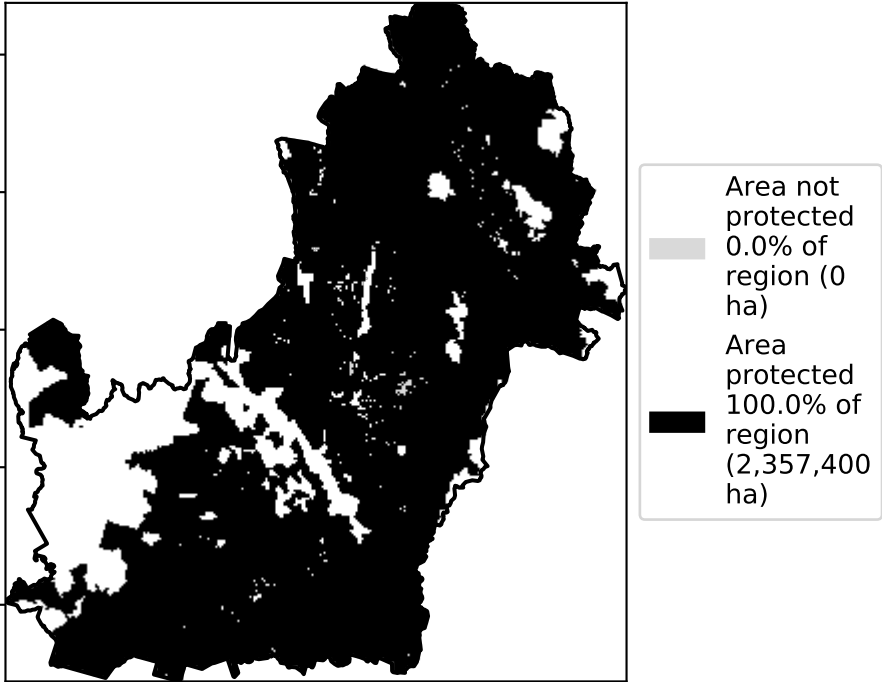 Area not
protected
0.0% of
region (0
ha)
Area
protected
100.0% of
region
(2,357,400
ha)